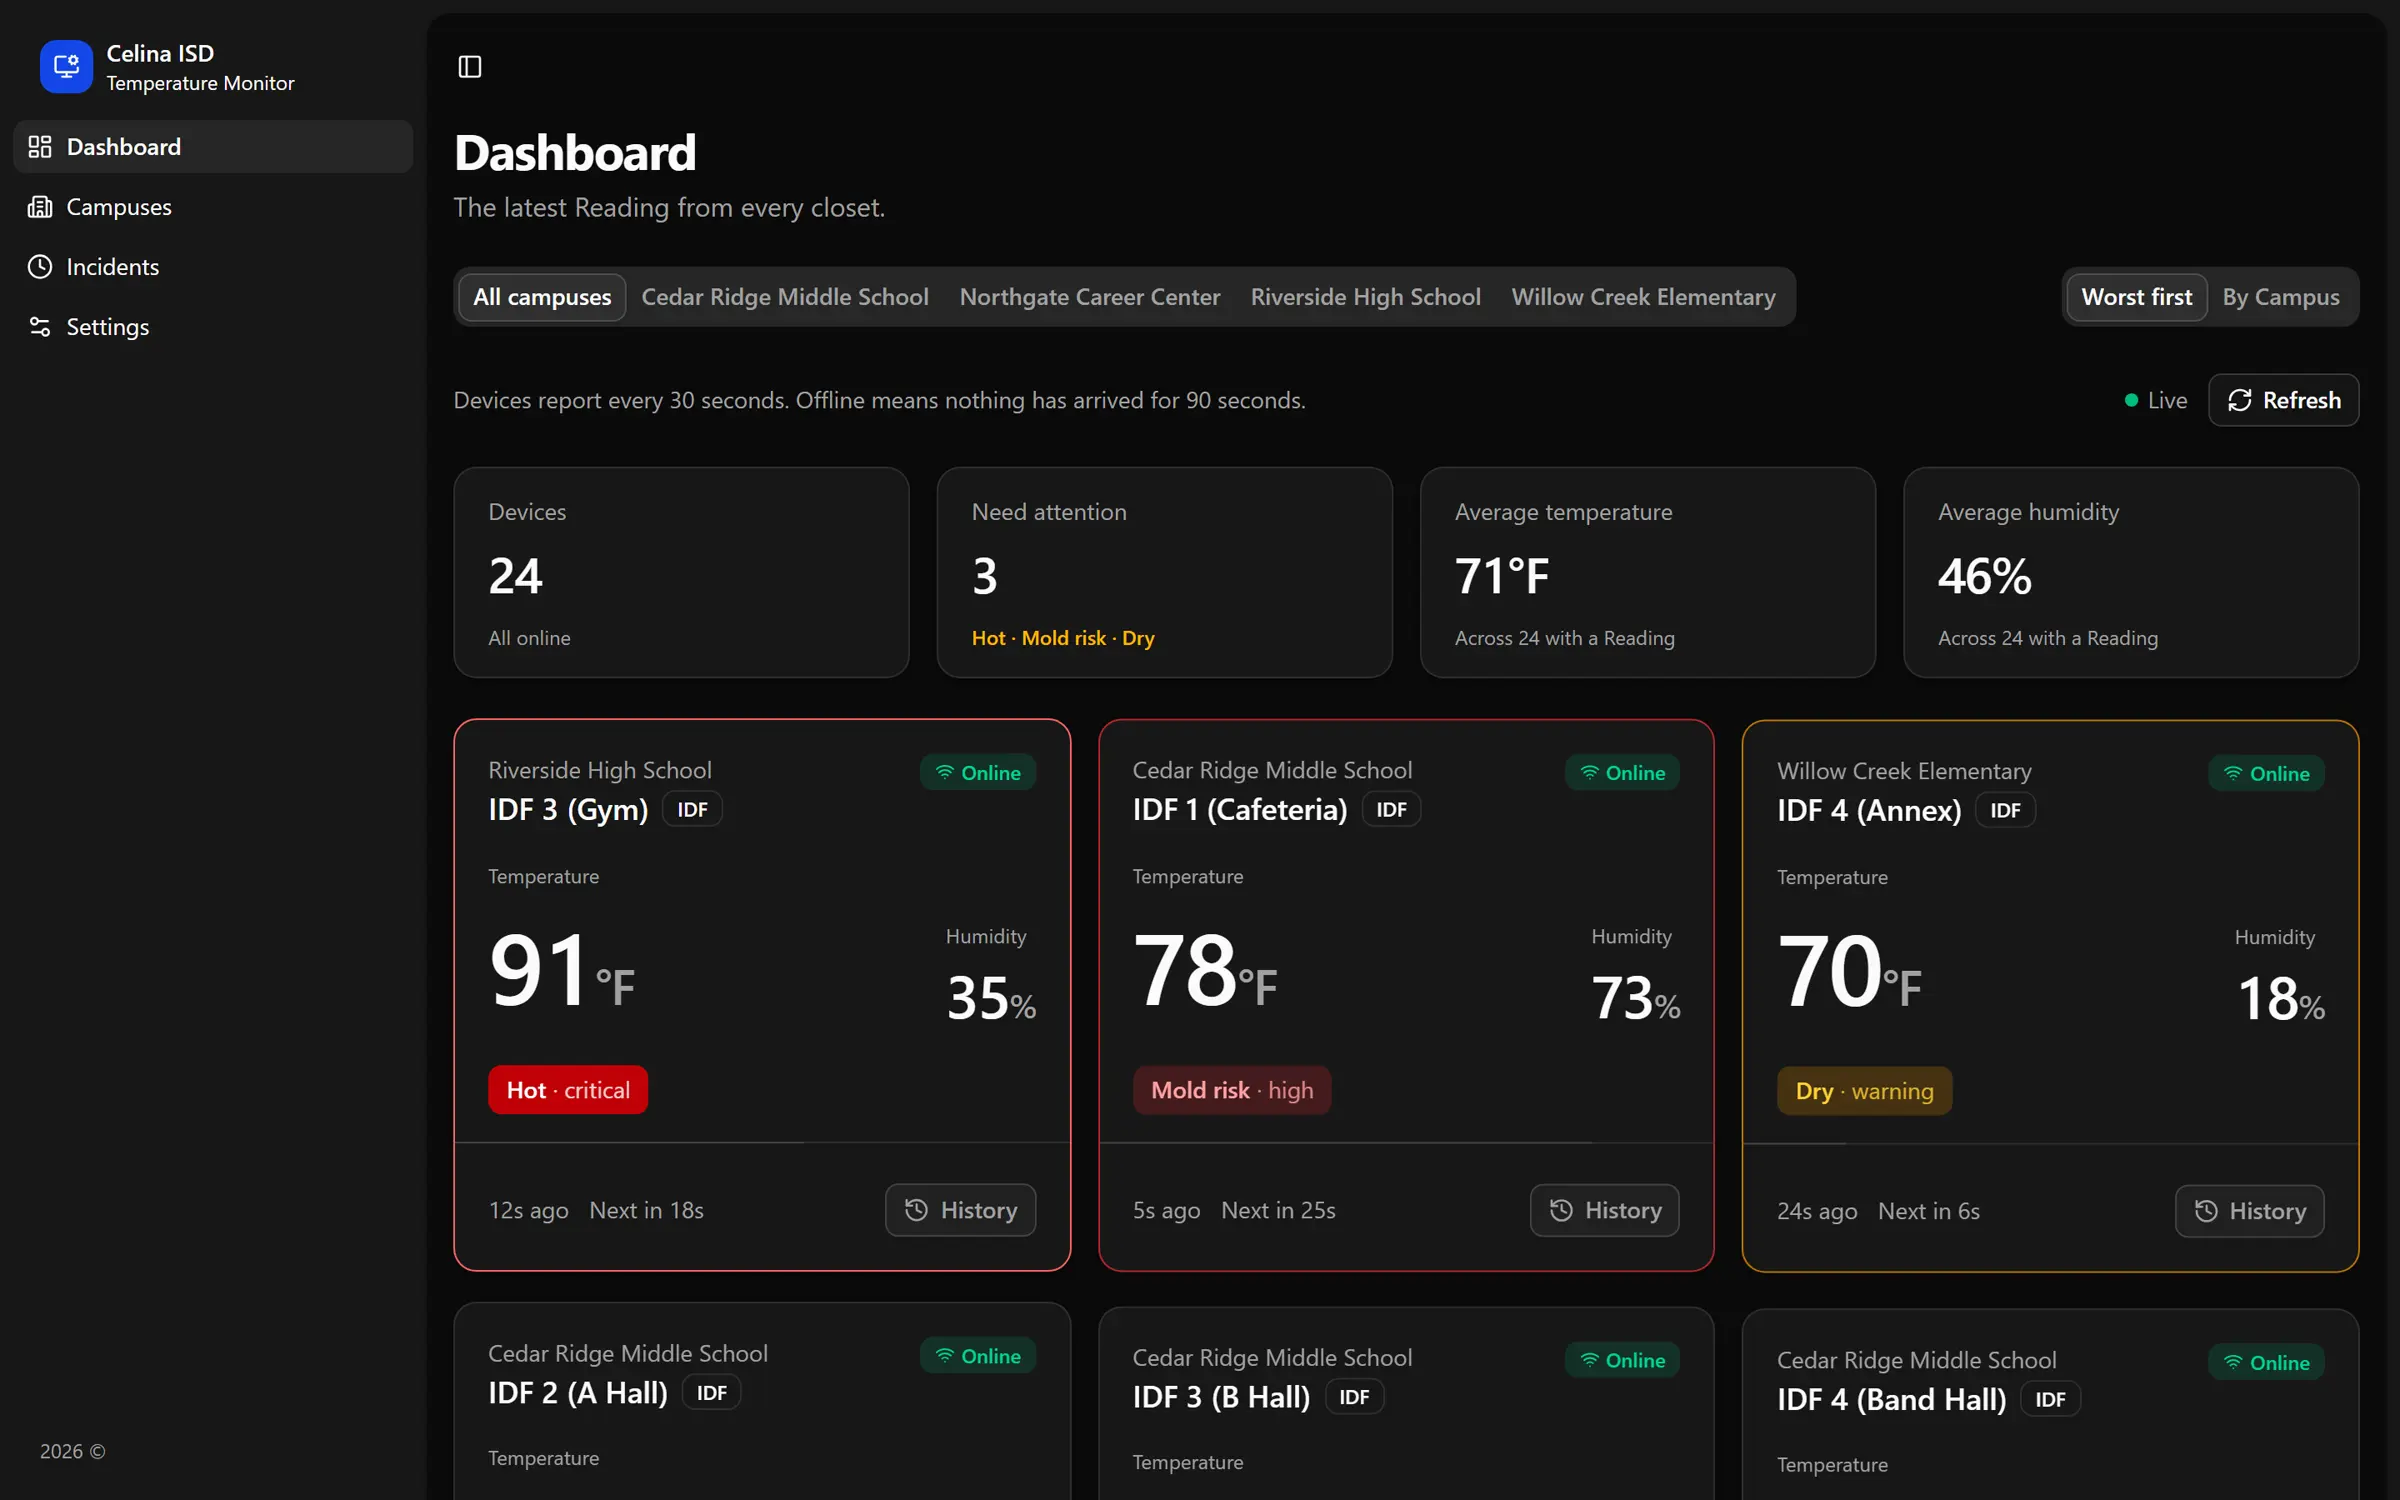 Celina ISD
Temperature Monitor
Dashboard
Campuses
Incidents
Settings
2026 ©
Dashboard
The latest Reading from every closet.
All campuses Cedar Ridge Middle School Northgate Career Center Riverside High School Willow Creek Elementary
Worst first By Campus
Devices report every 30 seconds. Offline means nothing has arrived for 90 seconds.
Live Refresh
Devices
24
All online
Need attention
3
Hot · Mold risk · Dry
Average temperature
71°F
Across 24 with a Reading
Average humidity
46%
Across 24 with a Reading
Riverside High School
Online
IDF 3 (Gym) IDF
Temperature
91°F
Humidity
35%
Hot · critical
12s ago Next in 18s
History
Cedar Ridge Middle School
Online
IDF 1 (Cafeteria) IDF
Temperature
78°F
Humidity
73%
Mold risk · high
5s ago Next in 25s
History
Willow Creek Elementary
Online
IDF 4 (Annex) IDF
Temperature
70°F
Humidity
18%
Dry · warning
24s ago Next in 6s
History
Cedar Ridge Middle School
Online
IDF 2 (A Hall) IDF
Temperature
Cedar Ridge Middle School
Online
IDF 3 (B Hall) IDF
Temperature
Cedar Ridge Middle School
Online
IDF 4 (Band Hall) IDF
Temperature